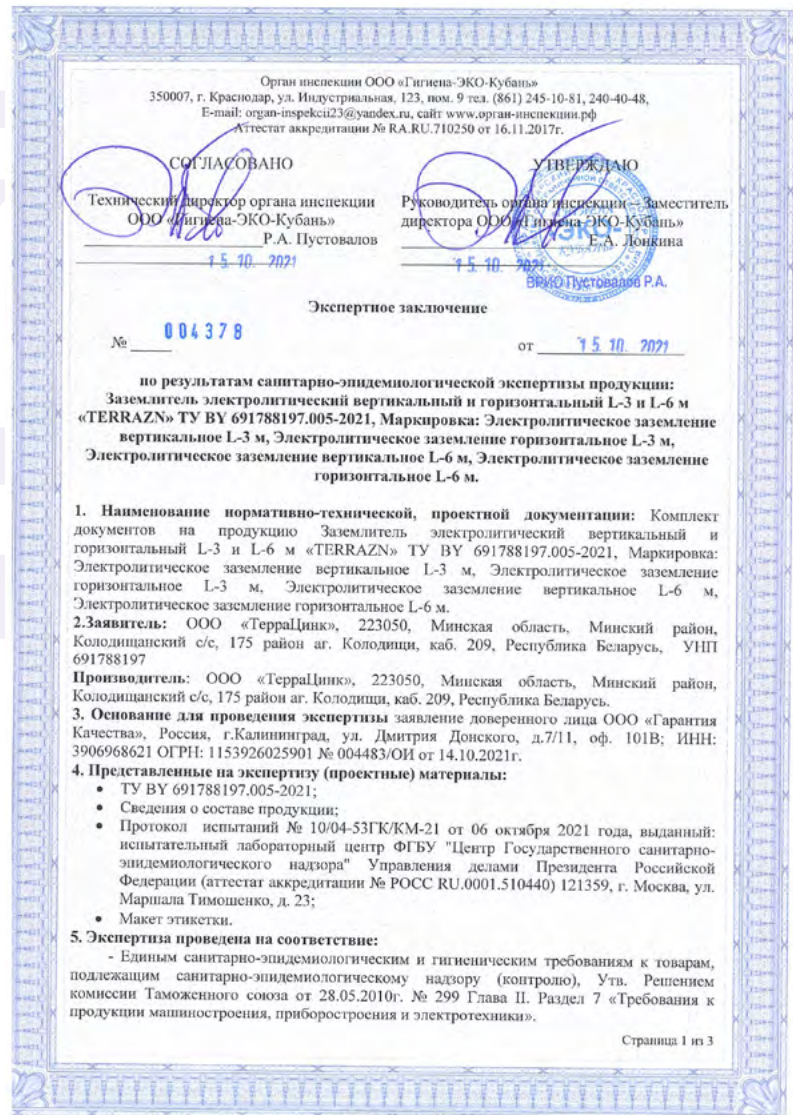 Орган инспекции ООО «Гигиена-ЭКО-Кубань»
350007, г. Краснодар, ул. Индустриальная, 123, пом. 9 тел. (861) 245-10-81, 240-40-48,
E-mail: organ-inspekcii23@yandex.ru, сайт www.орган-инспекции.рф
Аттестат аккредитации № RA.RU.710250 от 16.11.2017г.
СОГЛАСОВАНО
Технический директор органа инспекции
ООО «Гигиена-ЭКО-Кубань»
Р.А. Пустовалов
15.10. 2021
УТВЕРЖДАЮ
Руководитель органа инспекции – Заместитель
директора ООО «Гигиена-ЭКО-Кубань»
Е.А. Лонкина
15.10. 2021
ВРИО Пустовалов Р.А.
Экспертное заключение
№ 004378
от 15.10. 2021
по результатам санитарно-эпидемиологической экспертизы продукции:
Заземлитель электролитический вертикальный и горизонтальный L-3 и L-6 м
«TERRAZN» ТУ BY 691788197.005-2021, Маркировка: Электролитическое заземление
вертикальное L-3 м, Электролитическое заземление горизонтальное L-3 м,
Электролитическое заземление вертикальное L-6 м, Электролитическое заземление
горизонтальное L-6 м.
1. Наименование нормативно-технической, проектной документации: Комплект
документов на продукцию Заземлитель электролитический вертикальный и
горизонтальный L-3 и L-6 м «TERRAZN» ТУ BY 691788197.005-2021, Маркировка:
Электролитическое заземление вертикальное L-3 м, Электролитическое заземление
горизонтальное L-3 м, Электролитическое заземление вертикальное L-6 м,
Электролитическое заземление горизонтальное L-6 м.
2.Заявитель: ООО «ТерраЦинк», 223050, Минская область, Минский район,
Колодищанский с/с, 175 район аг. Колодищи, каб. 209, Республика Беларусь, УНП
691788197
Производитель: ООО «ТерраЦинк», 223050, Минская область, Минский район,
Колодищанский с/с, 175 район аг. Колодищи, каб. 209, Республика Беларусь.
3. Основание для проведения экспертизы заявление доверенного лица ООО «Гарантия
Качества», Россия, г.Калининград, ул. Дмитрия Донского, д.7/11, оф. 101В; ИНН:
3906968621 ОГРН: 1153926025901 № 004483/ОИ от 14.10.2021г.
4. Представленные на экспертизу (проектные) материалы:
• ТУ BY 691788197.005-2021;
• Сведения о составе продукции;
• Протокол испытаний № 10/04-53ГК/КМ-21 от 06 октября 2021 года, выданный:
испытательный лабораторный центр ФГБУ "Центр Государственного санитарно-
эпидемиологического надзора" Управления делами Президента Российской
Федерации (аттестат аккредитации № РОСС RU.0001.510440) 121359, г. Москва, ул.
Маршала Тимошенко, д. 23;
• Макет этикетки.
5. Экспертиза проведена на соответствие:
- Единым санитарно-эпидемиологическим и гигиеническим требованиям к товарам,
подлежащим санитарно-эпидемиологическому надзору (контролю), Утв. Решением
комиссии Таможенного союза от 28.05.2010г. № 299 Глава II. Раздел 7 «Требования к
продукции машиностроения, приборостроения и электротехники».
Страница 1 из 3